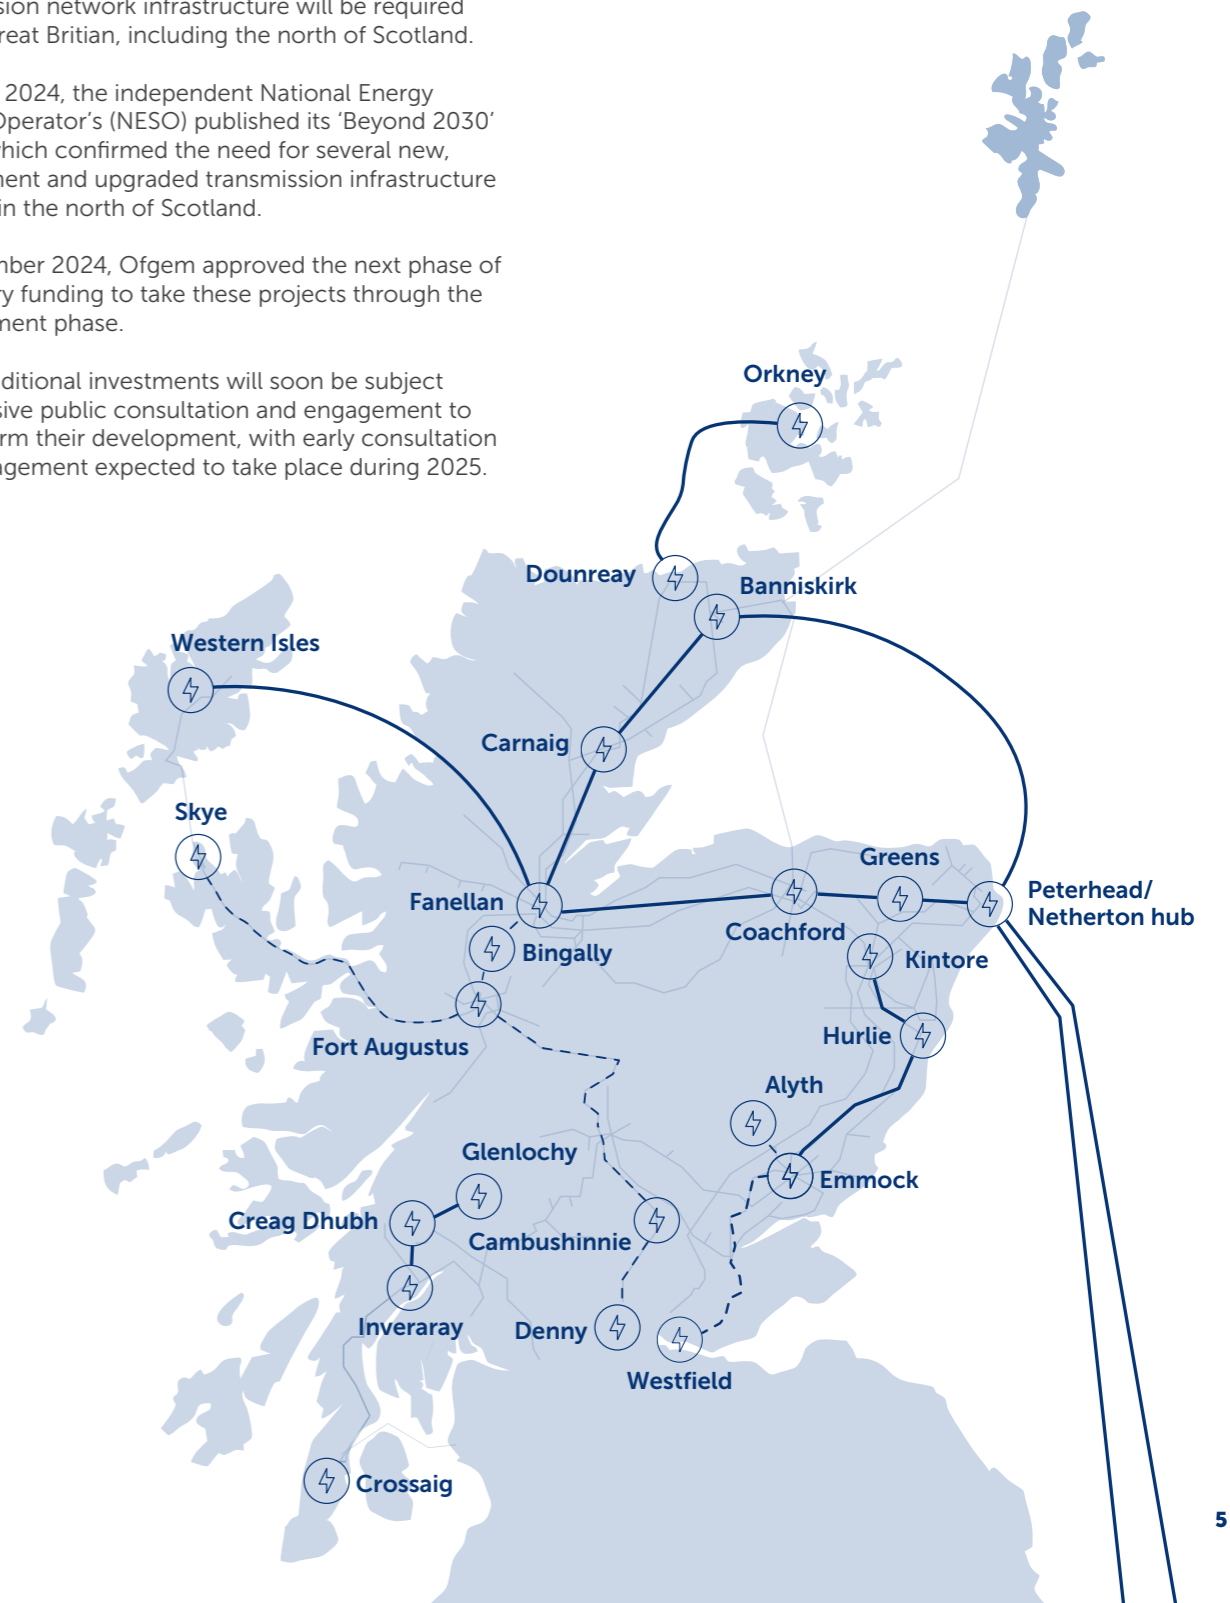 sion network infrastructure will be required
reat Britian, including the north of Scotland.
2024, the independent National Energy
Operator's (NESO) published its 'Beyond 2030'
which confirmed the need for several new,
ment and upgraded transmission infrastructure
in the north of Scotland.
mber 2024, Ofgem approved the next phase of
ry funding to take these projects through the
ment phase.
ditional investments will soon be subject
sive public consultation and engagement to
rm their development, with early consultation
agement expected to take place during 2025.
Orkney
Dounreay
Banniskirk
Western Isles
Carnaig
Skye
Greens
Fanellan
Peterhead/
Netherton hub
Coachford
Bingally
Kintore
Hurlie
Fort Augustus
Alyth
Glenlochy
Emmock
Creag Dhubh
Cambushinnie
Inveraray
Denny
Westfield
Crossaig
5